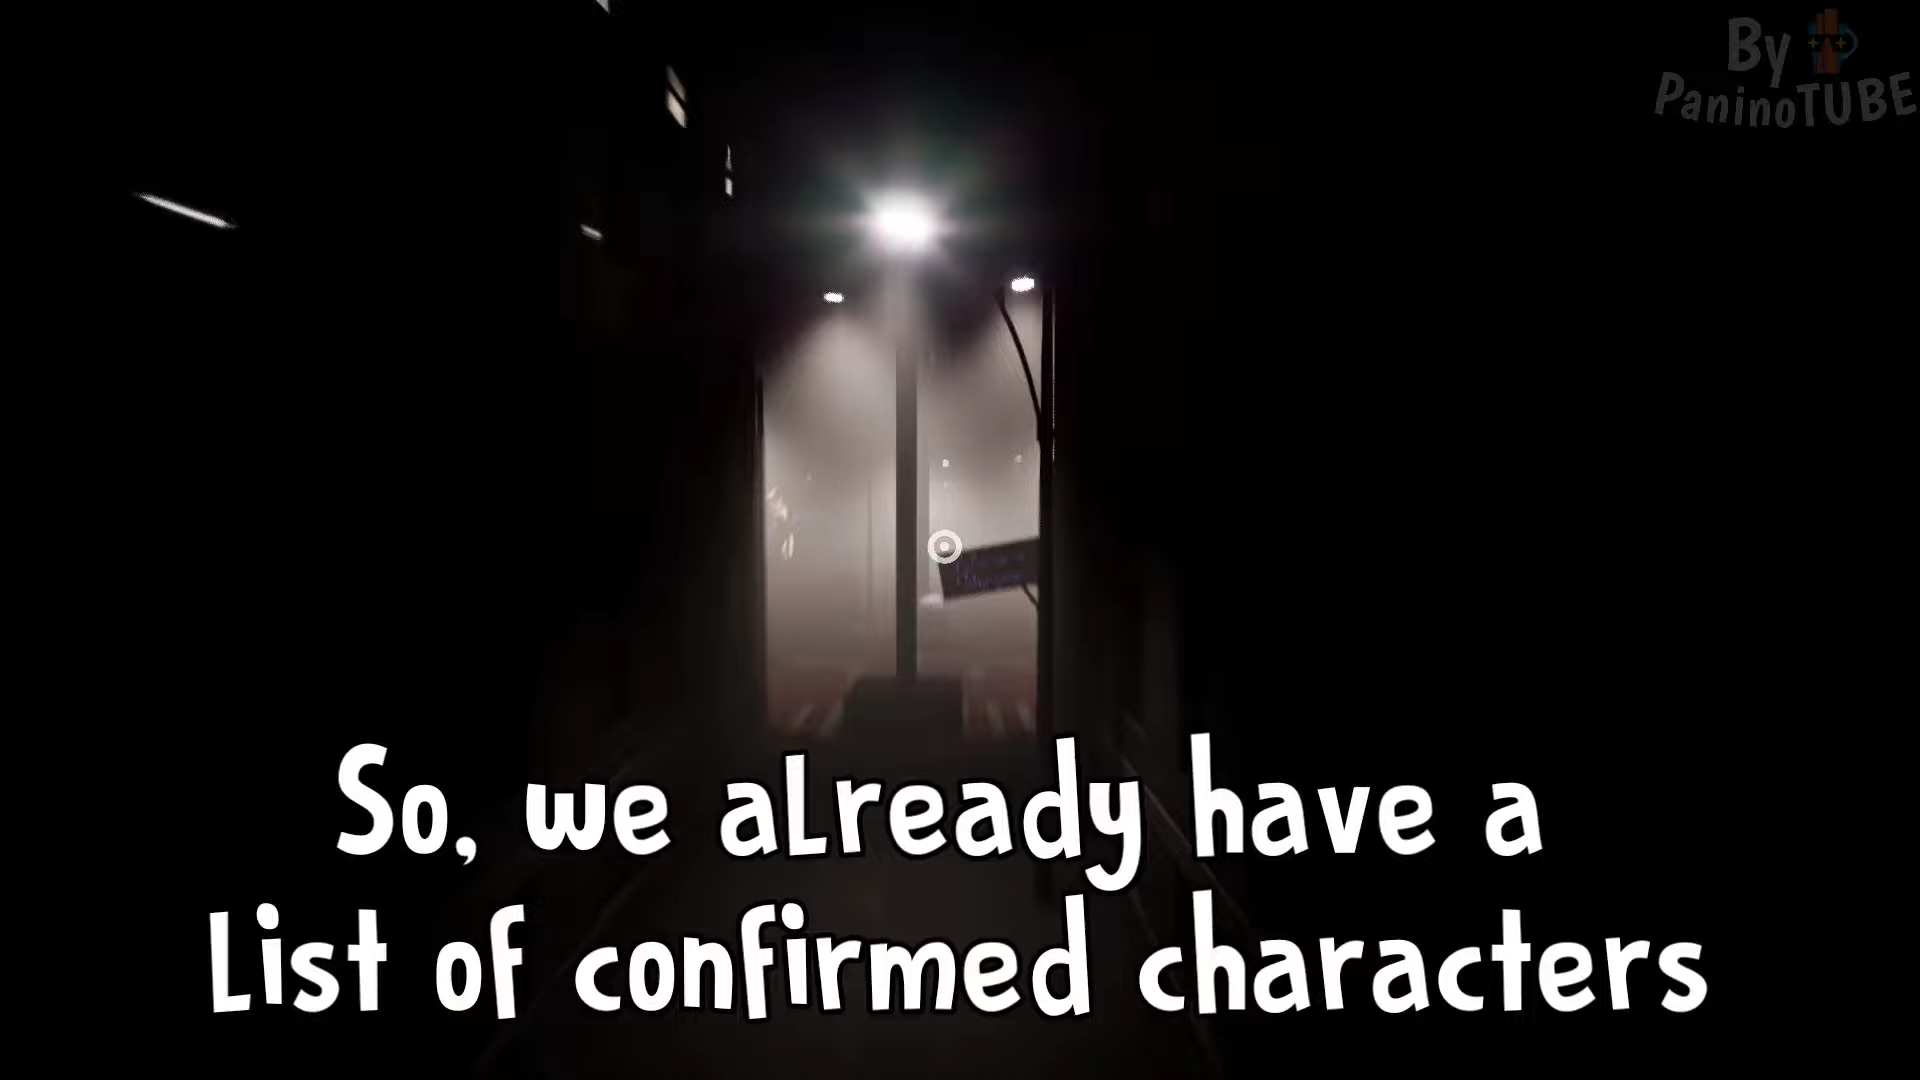 By
PaninoTUBE
So, we already have a
List of confirmed characters